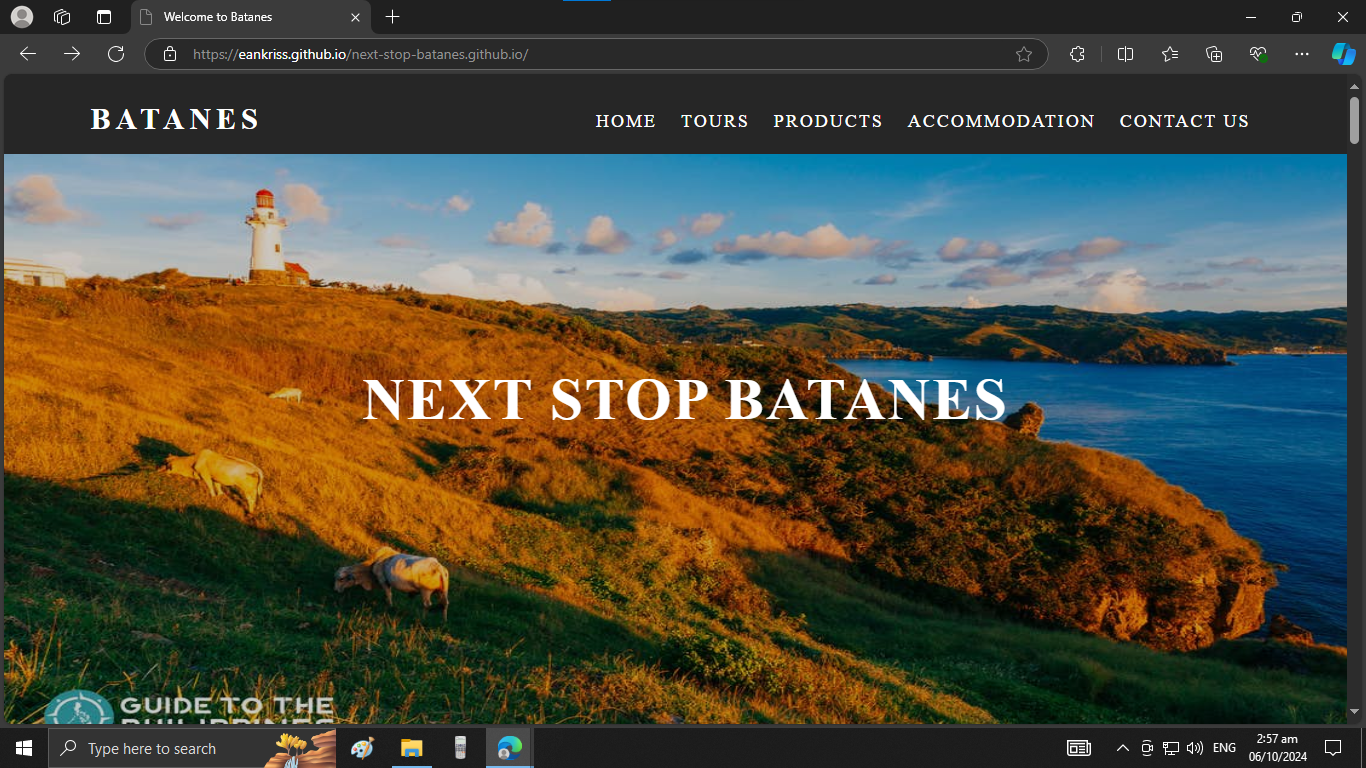 Welcome to Batanes
https://eankriss.github.io/next-stop-batanes.github.io/
BATANES
HOME TOURS PRODUCTS ACCOMMODATION CONTACT US
NEXT STOP BATANES
GUIDE TO THE
PHILIPPINES
Type here to search
ENG
2:57 am
06/10/2024